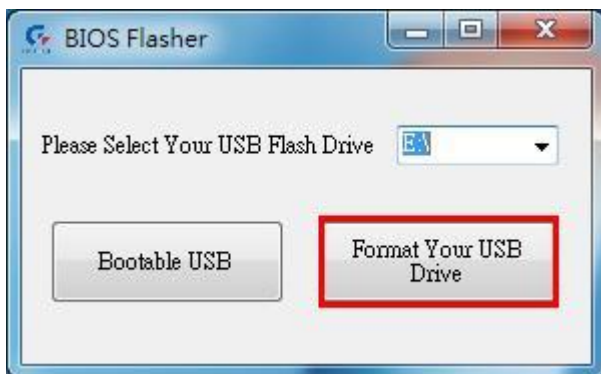 BIOS Flasher
Please Select Your USB Flash Drive E:\
Bootable USB
Format Your USB
Drive